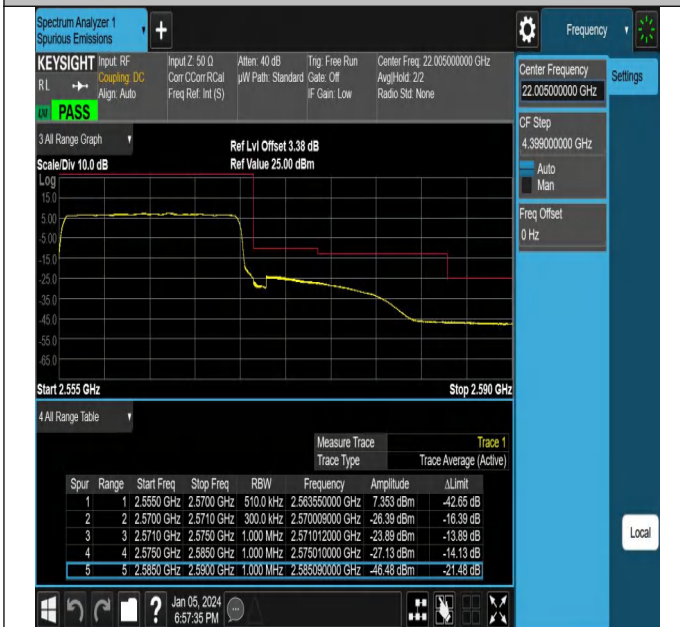 Spectrum Analyzer 1
Spurious Emissions
+
Frequency
KEYSIGHT
RL
Input: RF
Coupling: DC
Align: Auto
Input Z: 50 Ω
Corr CCorr RCal
Freq Ref: Int (S)
Atten: 40 dB
µW Path: Standard
Trig: Free Run
Gate: Off
IF Gain: Low
Center Freq: 22.005000000 GHz
Avg|Hold: 2/2
Radio Std: None
PASS
Center Frequency
22.005000000 GHz
Settings
CF Step
4.399000000 GHz
Auto
Man
Freq Offset
0 Hz
3 All Range Graph
Scale/Div 10.0 dB
Ref Lvl Offset 3.38 dB
Ref Value 25.00 dBm
Log
15.0
5.00
-5.00
-15.0
-25.0
-35.0
-45.0
-55.0
-65.0
Start 2.555 GHz
Stop 2.590 GHz
4 All Range Table
Measure Trace Trace 1
Trace Type Trace Average (Active)
Spur Range Start Freq Stop Freq RBW Frequency Amplitude ΔLimit
1 1 2.5550 GHz 2.5700 GHz 510.0 kHz 2.563550000 GHz 7.353 dBm -42.65 dB
2 2 2.5700 GHz 2.5710 GHz 300.0 kHz 2.570009000 GHz -26.39 dBm -16.39 dB
3 3 2.5710 GHz 2.5750 GHz 1.000 MHz 2.571012000 GHz -23.89 dBm -13.89 dB
4 4 2.5750 GHz 2.5850 GHz 1.000 MHz 2.575010000 GHz -27.13 dBm -14.13 dB
5 5 2.5850 GHz 2.5900 GHz 1.000 MHz 2.585090000 GHz -46.48 dBm -21.48 dB
Local
?
Jan 05, 2024
6:57:35 PM